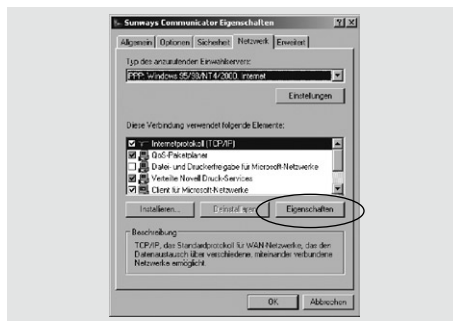 Sunways Communicator Eigenschaften
Allgemein Optionen Sicherheit Netzwerk Erweitert
Typ des anzurufenden Einwählservers:
PPP: Windows 95/98/NT4/2000, Internet
Einstellungen
Diese Verbindung verwendet folgende Elemente:
Internetprotokoll (TCP/IP)
QoS-Paketplaner
Datei- und Druckerfreigabe für Microsoft-Netzwerke
Verteilte Novell Druck-Services
Client für Microsoft-Netzwerke
Installieren... Deinstallieren Eigenschaften
Beschreibung
TCP/IP, das Standardprotokoll für WAN-Netzwerke, das den
Datenaustausch über verschiedene, miteinander verbundene
Netzwerke ermöglicht.
OK Abbrechen